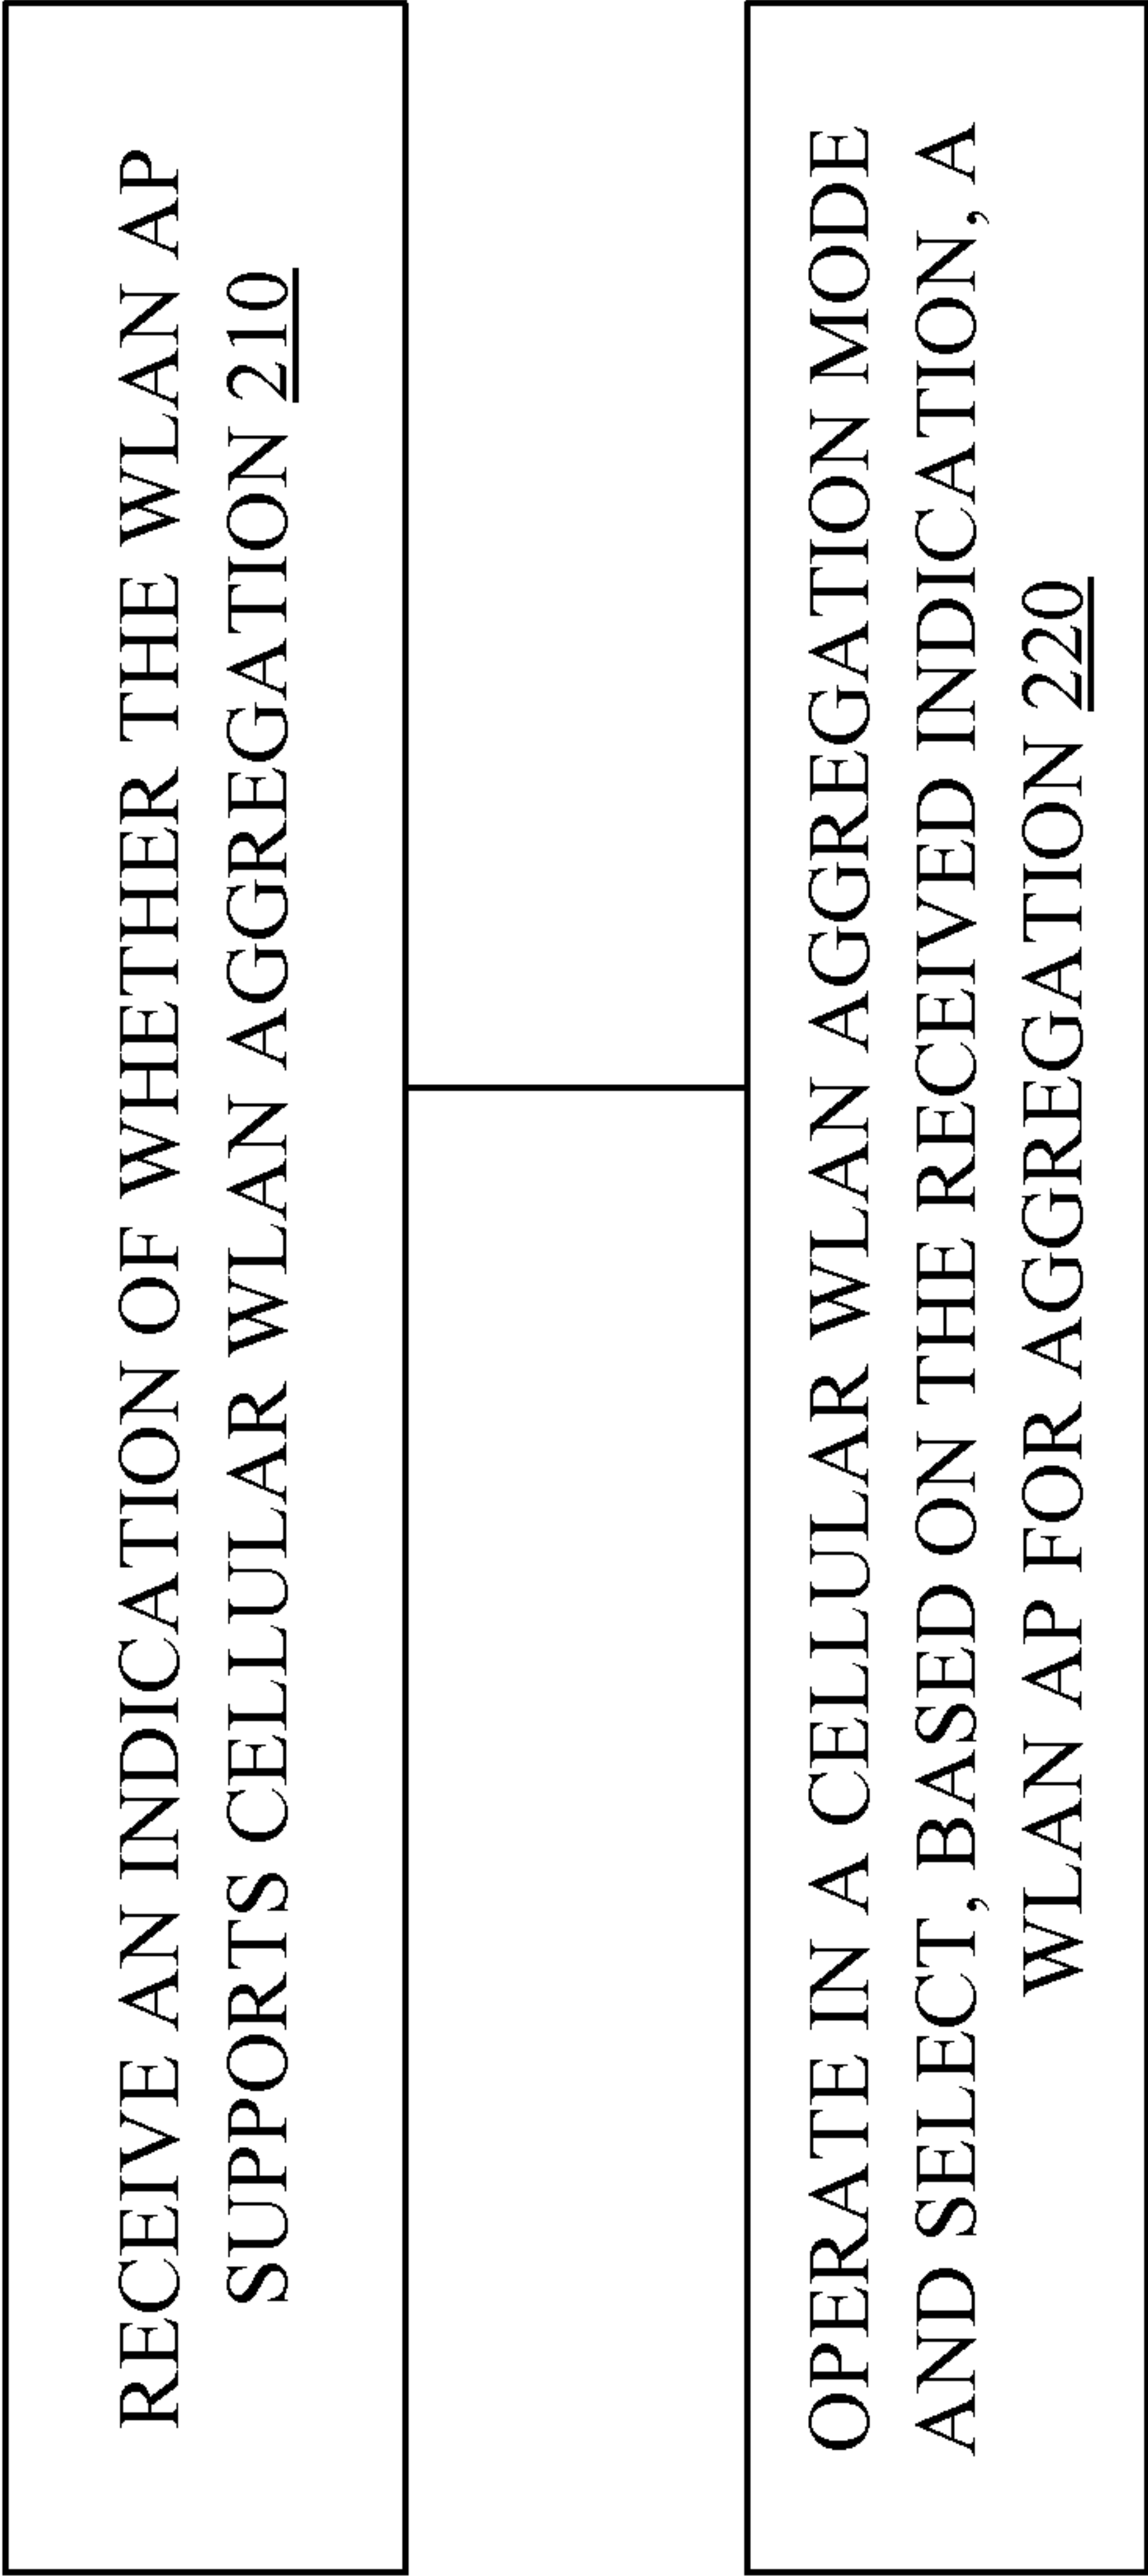 RECEIVE AN INDICATION OF WHETHER THE WLAN AP
SUPPORTS CELLULAR WLAN AGGREGATION 210
OPERATE IN A CELLULAR WLAN AGGREGATION MODE
AND SELECT, BASED ON THE RECEIVED INDICATION, A
WLAN AP FOR AGGREGATION 220